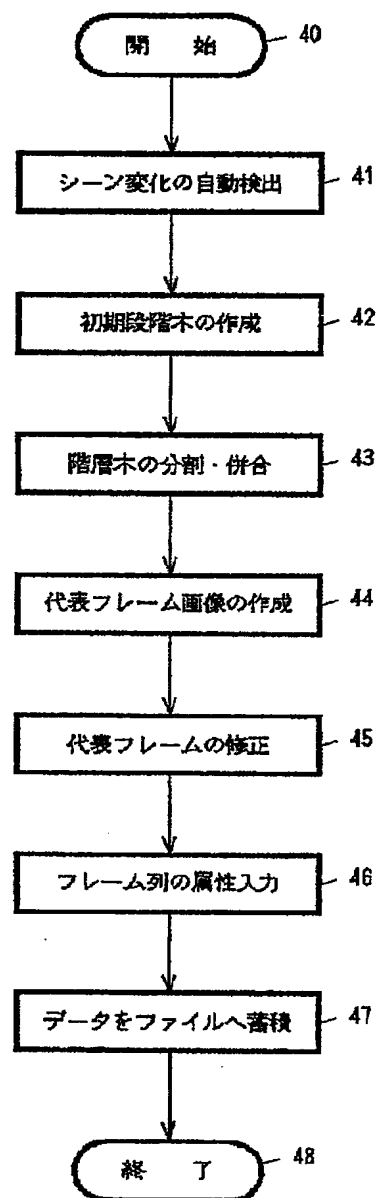 開 始 40
シーン変化の自動検出 41
初期段階木の作成 42
階層木の分割・併合 43
代表フレーム画像の作成 44
代表フレームの修正 45
フレーム列の属性入力 46
データをファイルへ蓄積 47
終 了 48